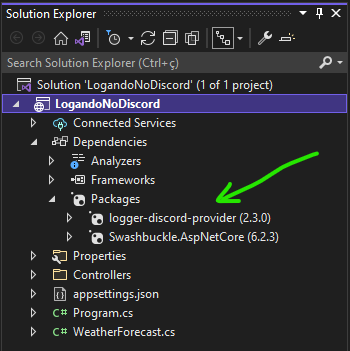 Solution Explorer
Search Solution Explorer (Ctrl+ç)
Solution 'LogandoNoDiscord' (1 of 1 project)
LogandoNoDiscord
Connected Services
Dependencies
Analyzers
Frameworks
Packages
logger-discord-provider (2.3.0)
Swashbuckle.AspNetCore (6.2.3)
Properties
Controllers
appsettings.json
C# Program.cs
C# WeatherForecast.cs